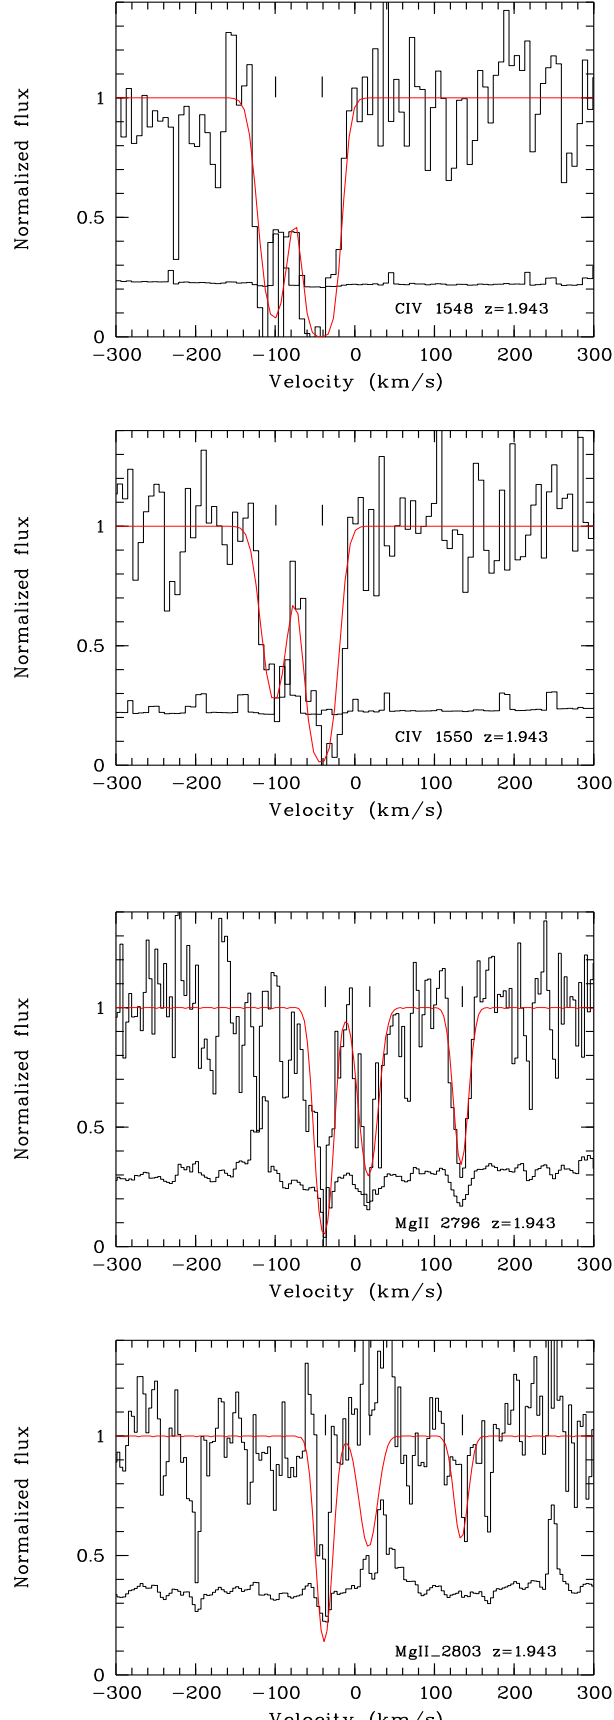 Normalized flux
1
0.5
0
CIV 1548 z=1.943
−300 −200 −100 0 100 200 300
Velocity (km/s)
Normalized flux
1
0.5
0
CIV 1550 z=1.943
−300 −200 −100 0 100 200 300
Velocity (km/s)
Normalized flux
1
0.5
0
MgII 2796 z=1.943
−300 −200 −100 0 100 200 300
Velocity (km/s)
Normalized flux
1
0.5
0
MgII_2803 z=1.943
−300 −200 −100 0 100 200 300
Velocity (km/s)